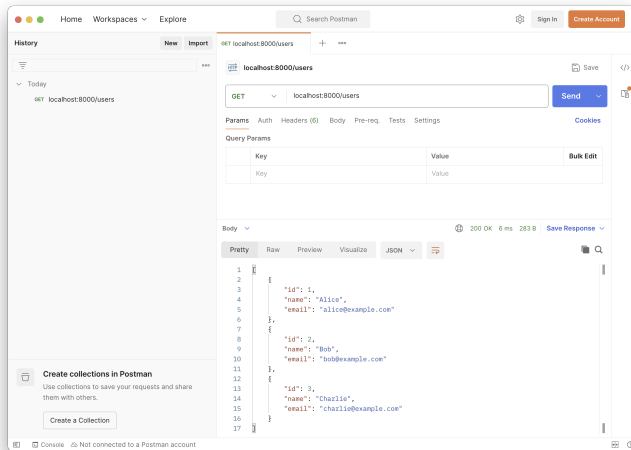 Home Workspaces Explore Search Postman Sign In Create Account
History New Import GET localhost:8000/users
Today
GET localhost:8000/users
HTTP localhost:8000/users Save
GET localhost:8000/users Send
Params Auth Headers (6) Body Pre-req. Tests Settings Cookies
Query Params
Key Value Bulk Edit
Key Value
Body 200 OK 6 ms 283 B Save Response
Pretty Raw Preview Visualize JSON
1 [
2 {
3 "id": 1,
4 "name": "Alice",
5 "email": "alice@example.com"
6 },
7 {
8 "id": 2,
9 "name": "Bob",
10 "email": "bob@example.com"
11 },
12 {
13 "id": 3,
14 "name": "Charlie",
15 "email": "charlie@example.com"
16 }
17 ]
Create collections in Postman
Use collections to save your requests and share
them with others.
Create a Collection
Console Not connected to a Postman account